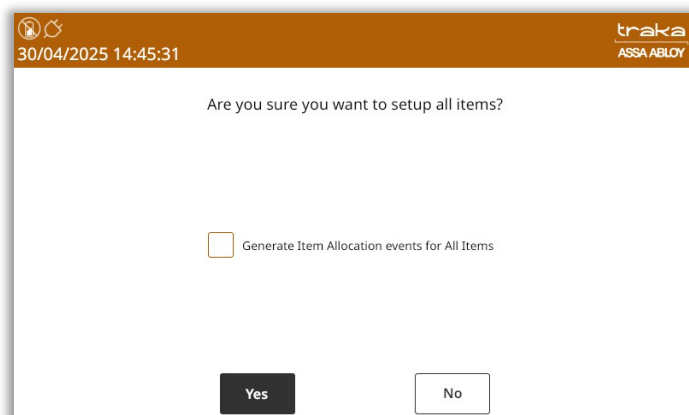 30/04/2025 14:45:31
traka
ASSA ABLOY
Are you sure you want to setup all items?
Generate Item Allocation events for All Items
Yes
No